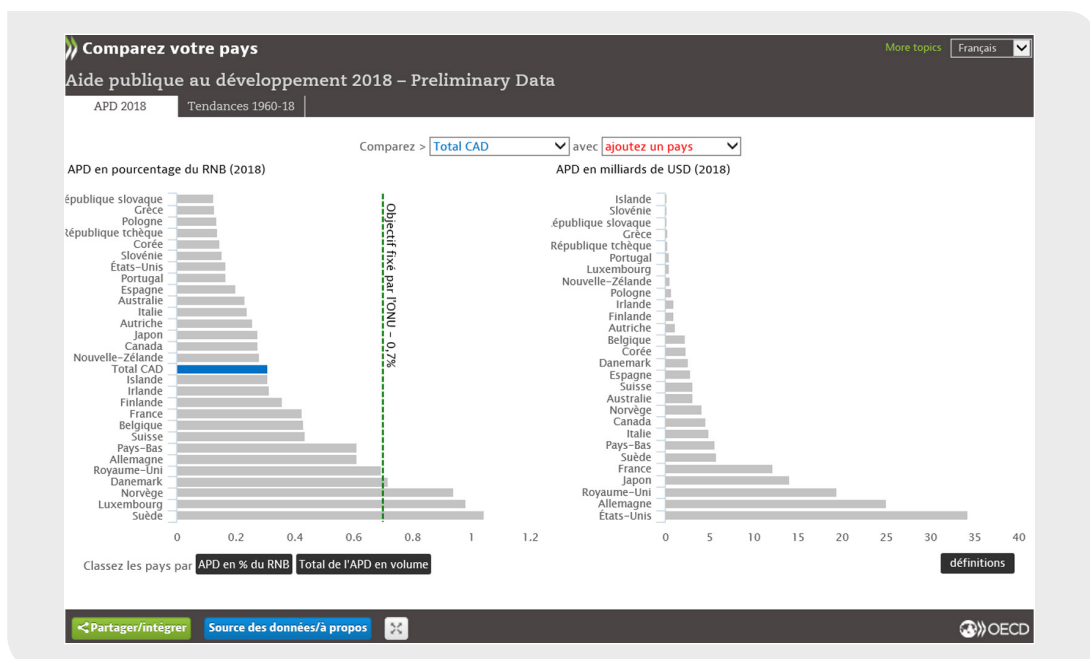 Comparez votre pays
More topics Français
Aide publique au développement 2018 – Preliminary Data
APD 2018 Tendances 1960-18
Comparez > Total CAD avec ajoutez un pays
APD en pourcentage du RNB (2018)
épublique slovaque
Grèce
Pologne
République tchèque
Corée
Slovénie
États-Unis
Portugal
Espagne
Australie
Italie
Autriche
Japon
Canada
Nouvelle-Zélande
Total CAD
Islande
Irlande
Finlande
France
Belgique
Suisse
Pays-Bas
Allemagne
Royaume-Uni
Danemark
Norvège
Luxembourg
Suède
Objectif fixé par l'ONU – 0,7%
0 0.2 0.4 0.6 0.8 1 1.2
APD en milliards de USD (2018)
Islande
Slovénie
épublique slovaque
Grèce
République tchèque
Portugal
Luxembourg
Nouvelle-Zélande
Pologne
Irlande
Finlande
Autriche
Belgique
Corée
Danemark
Espagne
Suisse
Australie
Norvège
Canada
Italie
Pays-Bas
Suède
France
Japon
Royaume-Uni
Allemagne
États-Unis
0 5 10 15 20 25 30 35 40
Classez les pays par APD en % du RNB Total de l'APD en volume
définitions
Partager/intégrer Source des données/à propos
OECD